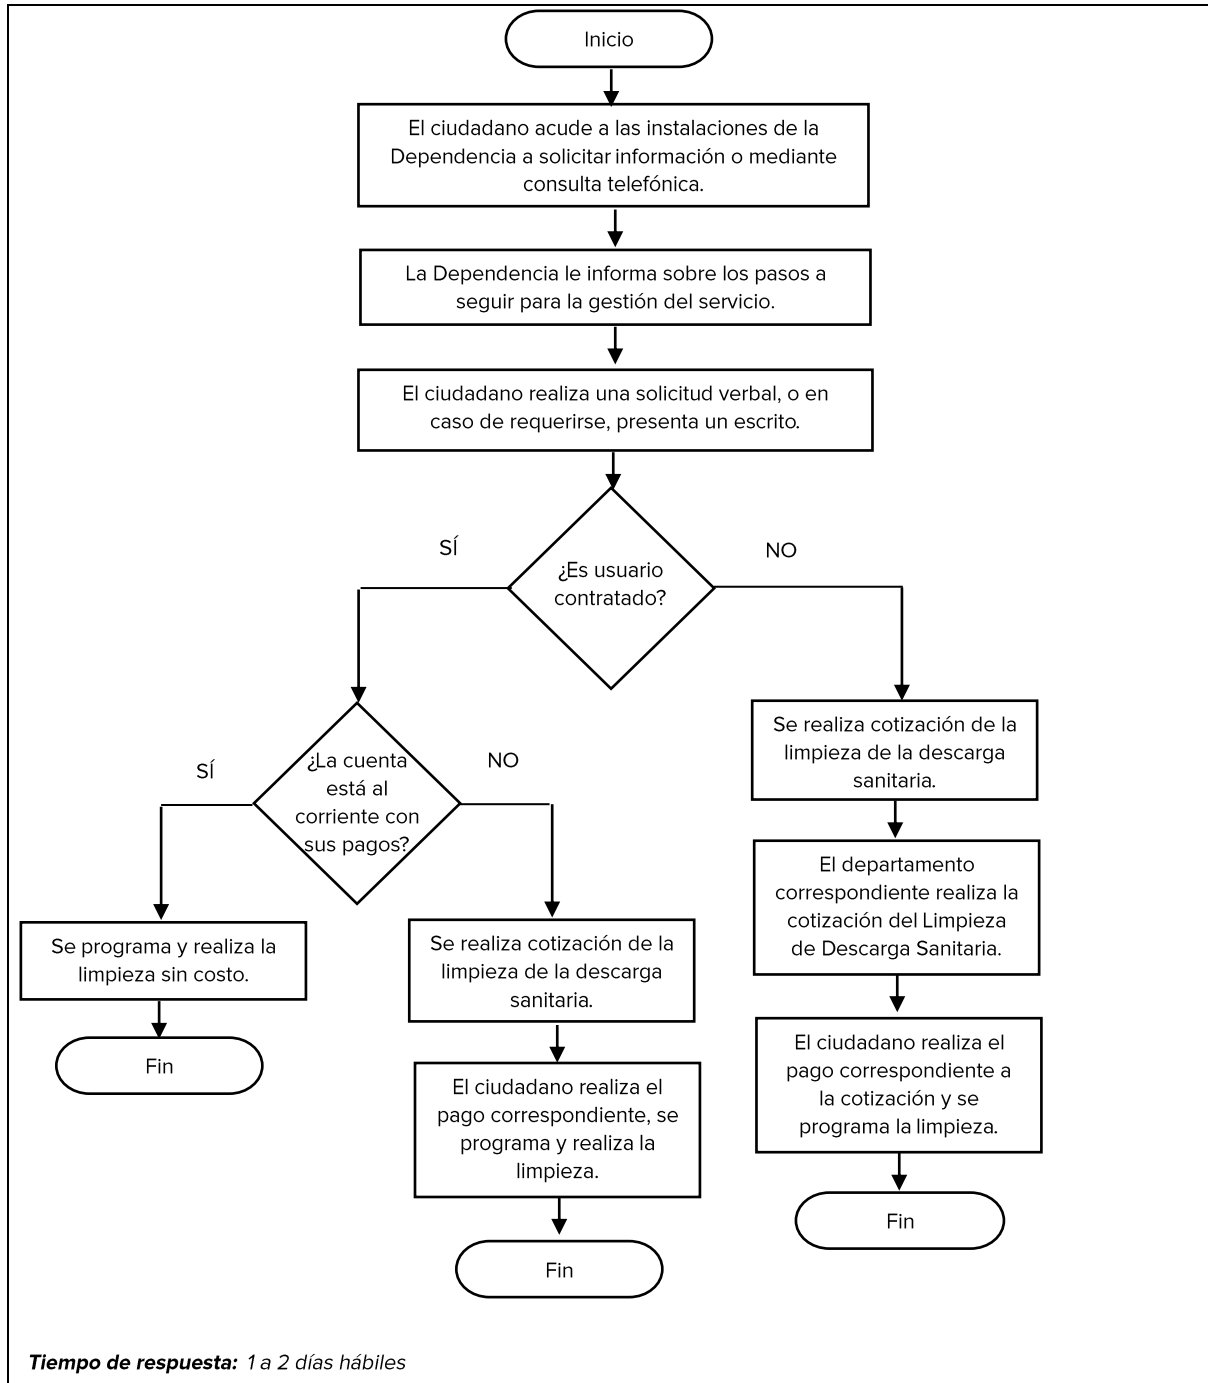 Inicio
El ciudadano acude a las instalaciones de la
Dependencia a solicitar información o mediante
consulta telefónica.
La Dependencia le informa sobre los pasos a
seguir para la gestión del servicio.
El ciudadano realiza una solicitud verbal, o en
caso de requerirse, presenta un escrito.
¿Es usuario
contratado?
SÍ
NO
¿La cuenta
está al
corriente con
sus pagos?
SÍ
NO
Se programa y realiza la
limpieza sin costo.
Fin
Se realiza cotización de la
limpieza de la descarga
sanitaria.
El ciudadano realiza el
pago correspondiente, se
programa y realiza la
limpieza.
Fin
Se realiza cotización de la
limpieza de la descarga
sanitaria.
El departamento
correspondiente realiza la
cotización del Limpieza
de Descarga Sanitaria.
El ciudadano realiza el
pago correspondiente a
la cotización y se
programa la limpieza.
Fin
Tiempo de respuesta: 1 a 2 días hábiles